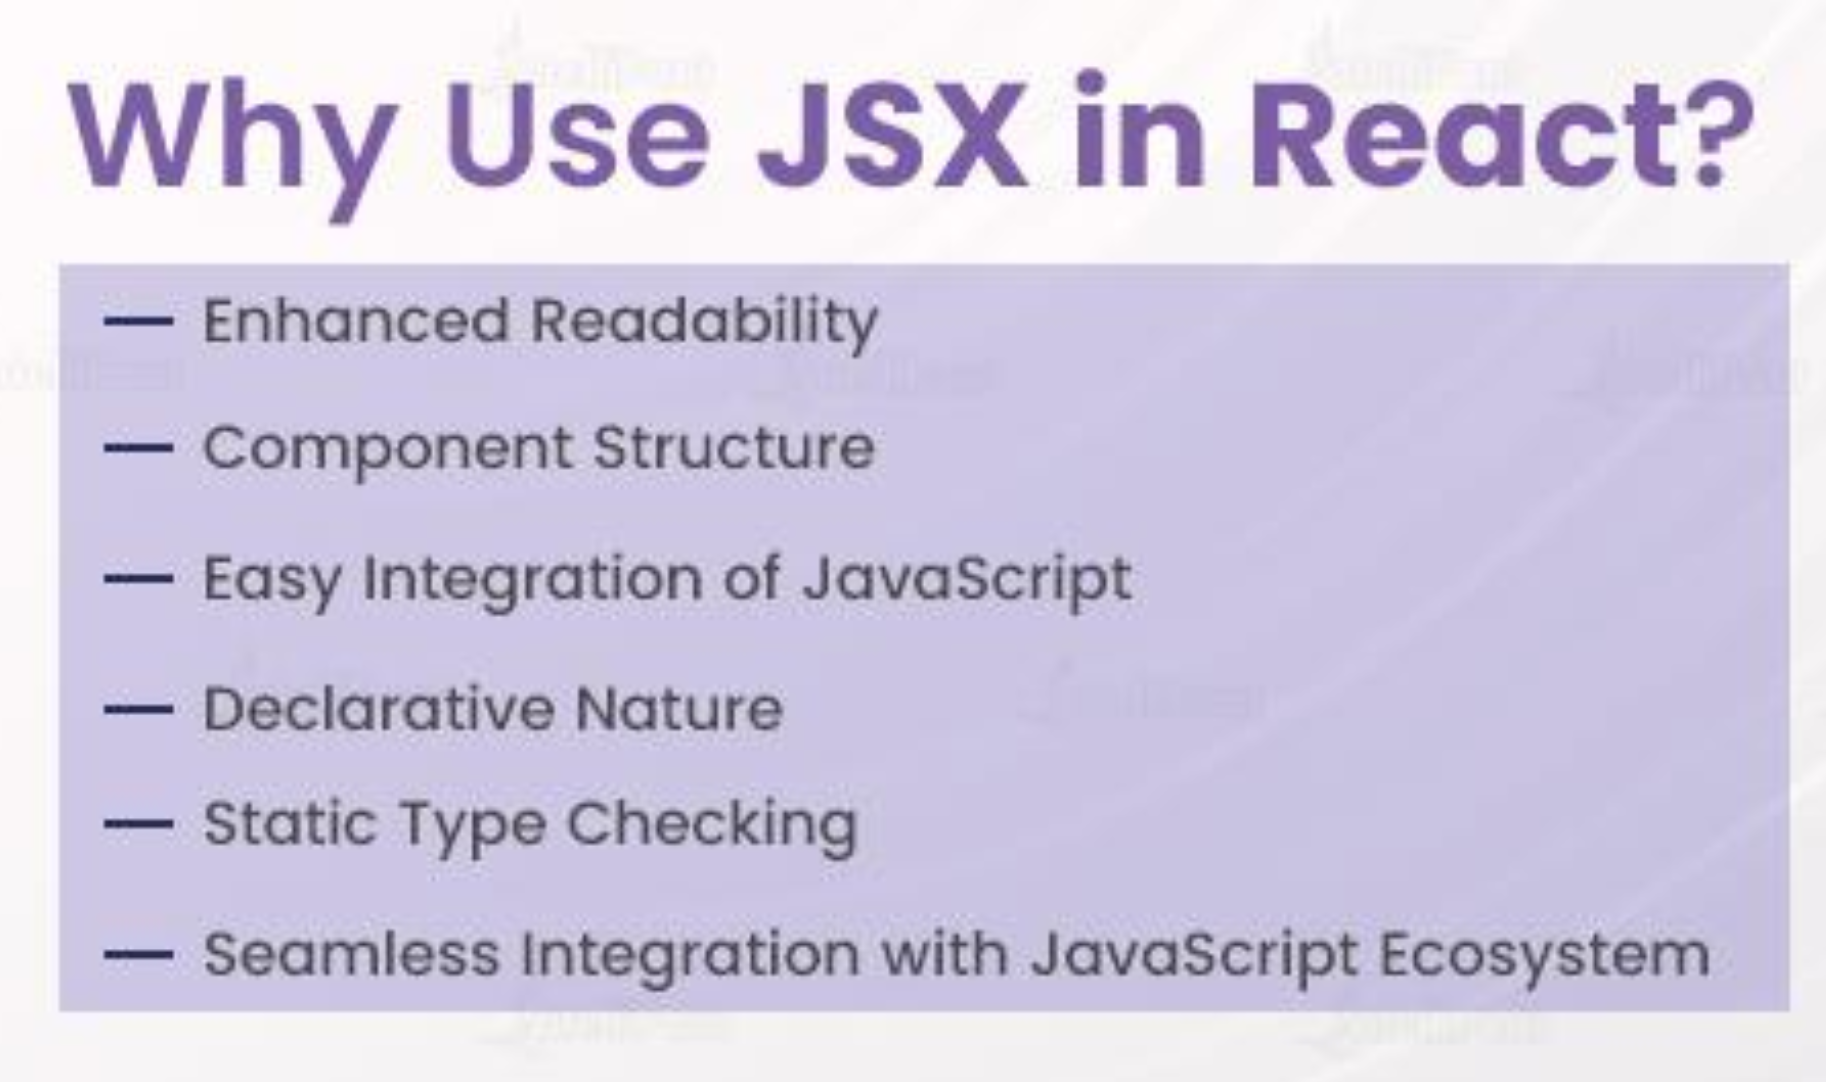 Why Use JSX in React?
Enhanced Readability
Component Structure
Easy Integration of JavaScript
Declarative Nature
Static Type Checking
Seamless Integration with JavaScript Ecosystem